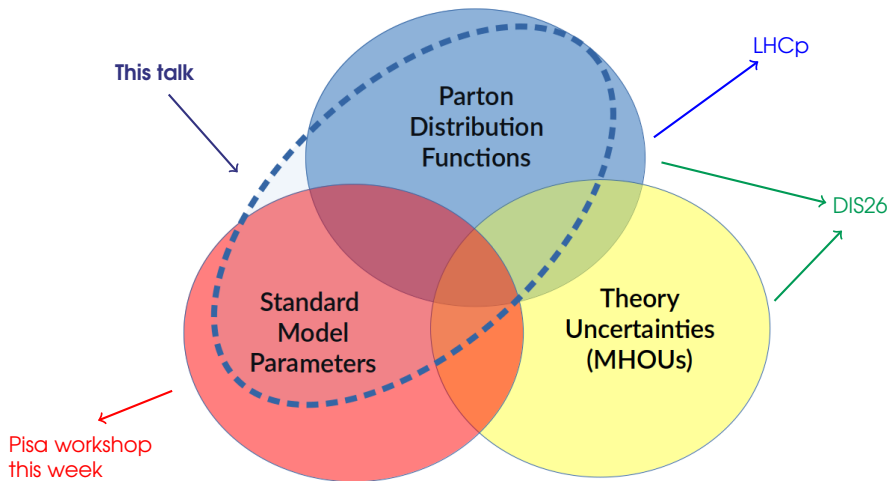 LHCp
This talk
Parton
Distribution
Functions
DIS26
Standard
Model
Parameters
Theory
Uncertainties
(MHOUs)
Pisa workshop
this week